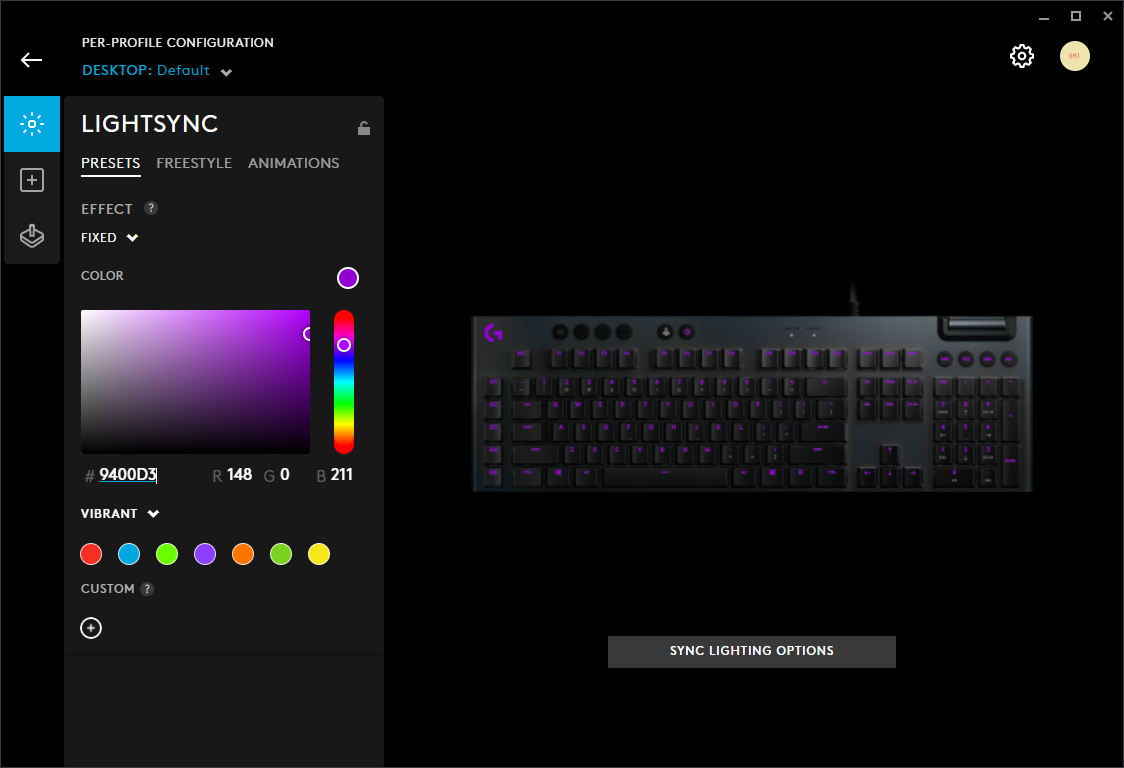 PER-PROFILE CONFIGURATION
DESKTOP: Default
LIGHTSYNC
PRESETS FREESTYLE ANIMATIONS
EFFECT ?
FIXED
COLOR
# 9400D3 R 148 G 0 B 211
VIBRANT
CUSTOM ?
SYNC LIGHTING OPTIONS